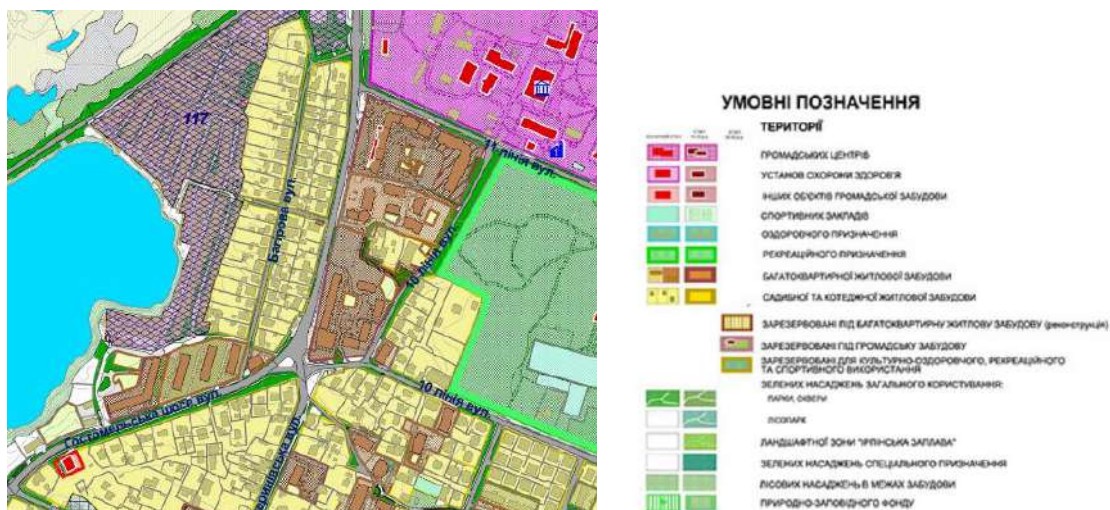 117
11 лінія вул.
Багірова вул.
10 лінія вул.
10 лінія вул.
Гостомельське шосе вул.
УМОВНІ ПОЗНАЧЕННЯ
ТЕРИТОРІЇ
ГРОМАДСЬКИХ ЦЕНТРІВ
УСТАНОВ ОХОРОНИ ЗДОРОВ'Я
ІНШИХ ОБ'ЄКТІВ ГРОМАДСЬКОЇ ЗАБУДОВИ
СПОРТИВНИХ ЗАКЛАДІВ
ОЗДОРОВЧОГО ПРИЗНАЧЕННЯ
РЕКРЕАЦІЙНОГО ПРИЗНАЧЕННЯ
БАГАТОКВАРТИРНОЇ ЖИТЛОВОЇ ЗАБУДОВИ
САДИБНОЇ ТА КОТЕДЖНОЇ ЖИТЛОВОЇ ЗАБУДОВИ
ЗАРЕЗЕРВОВАНІ ПІД БАГАТОКВАРТИРНУ ЖИТЛОВУ ЗАБУДОВУ (реконструкція)
ЗАРЕЗЕРВОВАНІ ПІД ГРОМАДСЬКУ ЗАБУДОВУ
ЗАРЕЗЕРВОВАНІ ДЛЯ КУЛЬТУРНО-ОЗДОРОВЧОГО, РЕКРЕАЦІЙНОГО
ТА СПОРТИВНОГО ВИКОРИСТАННЯ
ЗЕЛЕНИХ НАСАДЖЕНЬ ЗАГАЛЬНОГО КОРИСТУВАННЯ:
ПАРКИ, СКВЕРИ
ЛІСОПАРК
ЛАНДШАФТНОЇ ЗОНИ "ІРПІНСЬКА ЗАПЛАВА"
ЗЕЛЕНИХ НАСАДЖЕНЬ СПЕЦІАЛЬНОГО ПРИЗНАЧЕННЯ
ЛІСОВИХ НАСАДЖЕНЬ В МЕЖАХ ЗАБУДОВИ
ПРИРОДНО-ЗАПОВІДНОГО ФОНДУ